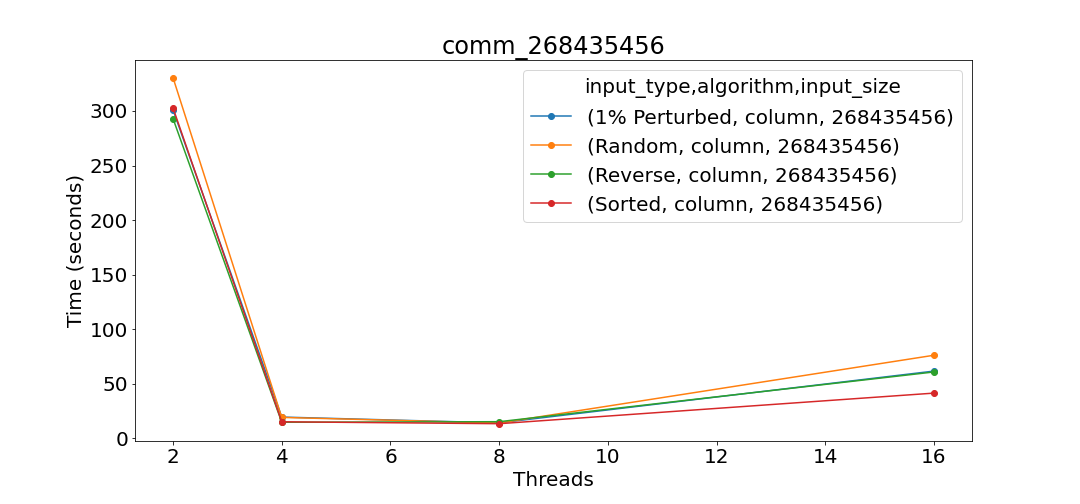 comm_268435456
input_type,algorithm,input_size
(1% Perturbed, column, 268435456)
(Random, column, 268435456)
(Reverse, column, 268435456)
(Sorted, column, 268435456)
Time (seconds)
300
250
200
150
100
50
0
2 4 6 8 10 12 14 16
Threads